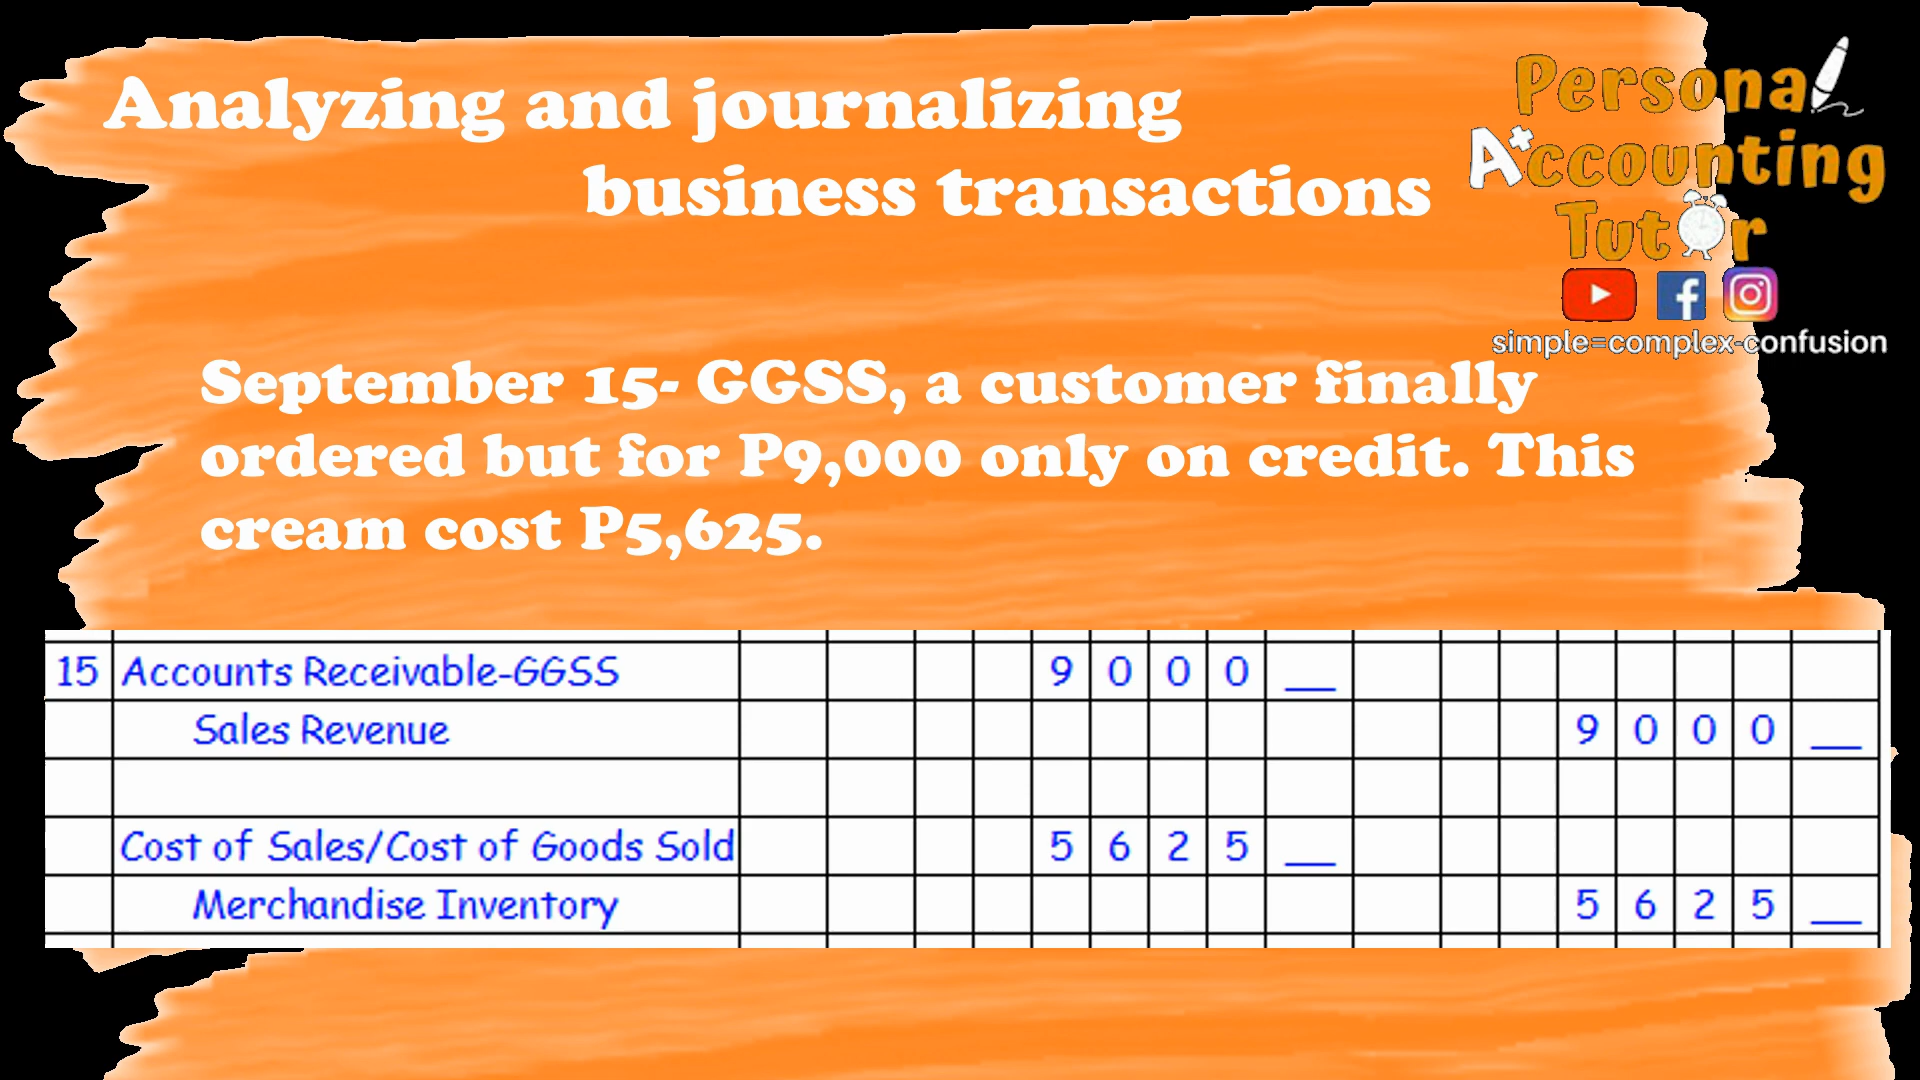 Analyzing and journalizing
business transactions
Personal
A+ccounting
Tutor
simple=complex-confusion
September 15- GGSS, a customer finally
ordered but for P9,000 only on credit. This
cream cost P5,625.
15 Accounts Receivable-GGSS 9 0 0 0 __
Sales Revenue 9 0 0 0 __
Cost of Sales/Cost of Goods Sold 5 6 2 5 __
Merchandise Inventory 5 6 2 5 __